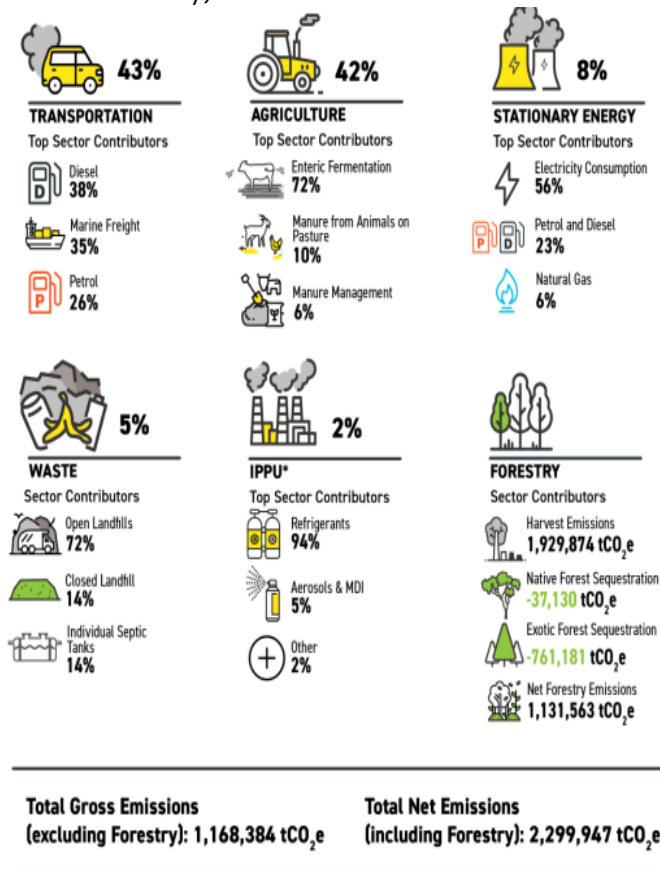 43%
TRANSPORTATION
Top Sector Contributors
D
Diesel
38%
Marine Freight
35%
P
Petrol
26%
42%
AGRICULTURE
Top Sector Contributors
Enteric Fermentation
72%
Manure from Animals on
Pasture
10%
Manure Management
6%
8%
STATIONARY ENERGY
Top Sector Contributors
Electricity Consumption
56%
P D
Petrol and Diesel
23%
Natural Gas
6%
5%
WASTE
Sector Contributors
Open Landfills
72%
Closed Landfill
14%
Individual Septic
Tanks
14%
2%
IPPU*
Top Sector Contributors
Refrigerants
94%
Aerosols & MDI
5%
Other
2%
FORESTRY
Sector Contributors
Harvest Emissions
1,929,874 tCO₂e
Native Forest Sequestration
-37,130 tCO₂e
Exotic Forest Sequestration
-761,181 tCO₂e
Net Forestry Emissions
1,131,563 tCO₂e
Total Gross Emissions
(excluding Forestry): 1,168,384 tCO₂e
Total Net Emissions
(including Forestry): 2,299,947 tCO₂e